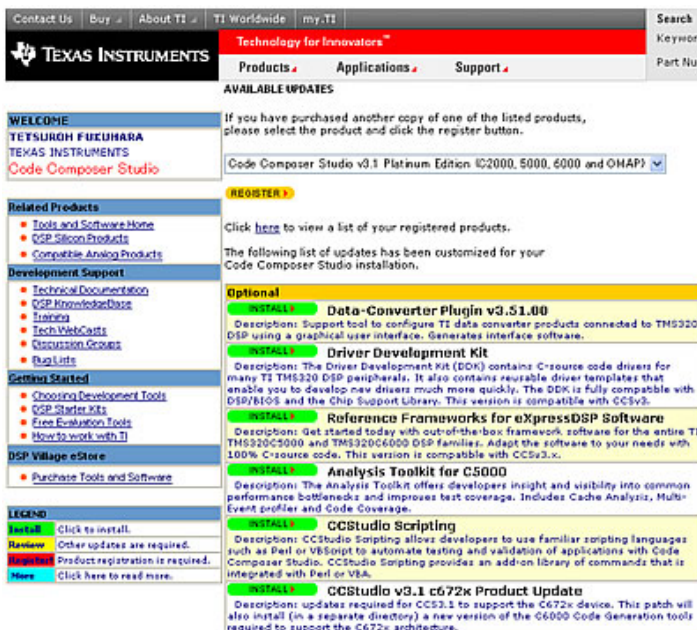 Contact Us Buy About TI TI Worldwide my.TI
Search
Keywor
Part Nu
TEXAS INSTRUMENTS
Technology for Innovators™
Products Applications Support
AVAILABLE UPDATES
If you have purchased another copy of one of the listed products,
please select the product and click the register button.
WELCOME
TETSUROH FUKUHARA
TEXAS INSTRUMENTS
Code Composer Studio
Code Composer Studio v3.1 Platinum Edition (C2000, 5000, 6000 and OMAP)
REGISTER
Click here to view a list of your registered products.
The following list of updates has been customized for your
Code Composer Studio installation.
Related Products
Tools and Software Home
DSP Silicon Products
Compatible Analog Products
Development Support
Technical Documentation
DSP KnowledgeBase
Training
Tech WebCasts
Discussion Groups
Bug Lists
Getting Started
Choosing Development Tools
DSP Starter Kits
Free Evaluation Tools
How to work with TI
DSP Village eStore
Purchase Tools and Software
LEGEND
Install Click to install.
Review Other updates are required.
Register Product registration is required.
More Click here to read more.
Optional
INSTALL Data-Converter Plugin v3.51.00
Description: Support tool to configure TI data converter products connected to TMS320
DSP using a graphical user interface. Generates interface software.
INSTALL Driver Development Kit
Description: The Driver Development Kit (DDK) contains C-source code drivers for
many TI TMS320 DSP peripherals. It also contains reusable driver templates that
enable you to develop new drivers much more quickly. The DDK is fully compatible with
DSP/BIOS and the Chip Support Library. This version is compatible with CCSv3.
INSTALL Reference Frameworks for eXpressDSP Software
Description: Get started today with out-of-the-box framework software for the entire TI
TMS320C5000 and TMS320C6000 DSP families. Adapt the software to your needs with
100% C-source code. This version is compatible with CCSv3.x.
INSTALL Analysis Toolkit for C5000
Description: The Analysis Toolkit offers developers insight and visibility into common
performance bottlenecks and improves test coverage. Includes Cache Analysis, Multi-
Event profiler and Code Coverage.
INSTALL CCStudio Scripting
Description: CCStudio Scripting allows developers to use familiar scripting languages
such as Perl or VBScript to automate testing and validation of applications with Code
Composer Studio. CCStudio Scripting provides an add-on library of commands that is
integrated with Perl or VBA.
INSTALL CCStudio v3.1 c672x Product Update
Description: updates required for CCS3.1 to support the C672x device. This patch will
also install (in a separate directory) a new version of the C6000 Code Generation tools
required to support the C672x architecture.